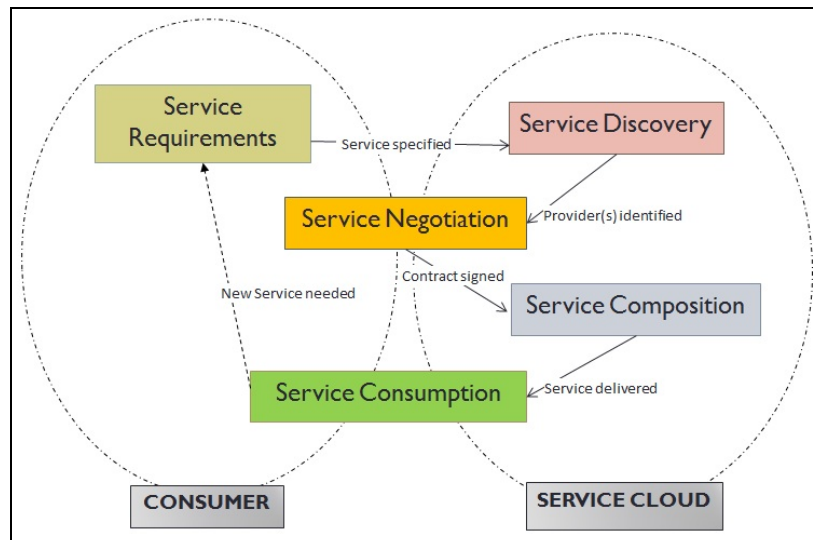 Service
Requirements
Service specified
Service Discovery
Provider(s) identified
Service Negotiation
Contract signed
Service Composition
New Service needed
Service delivered
Service Consumption
CONSUMER
SERVICE CLOUD